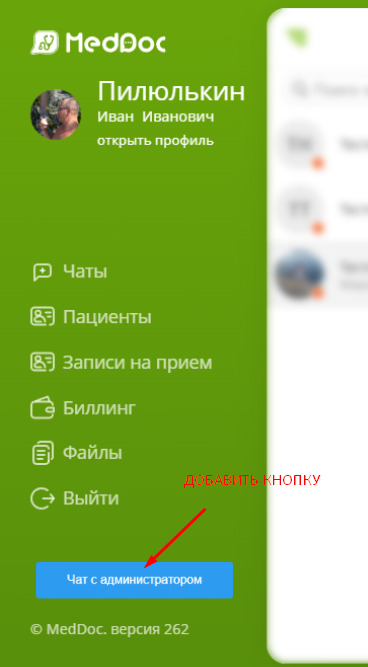 MedDoc
Пилюлькин
Иван Иванович
открыть профиль
Чаты
Пациенты
Записи на прием
Биллинг
Файлы
ДОБАВИТЬ КНОПКУ
Выйти
Чат с администратором
© MedDoc. версия 262